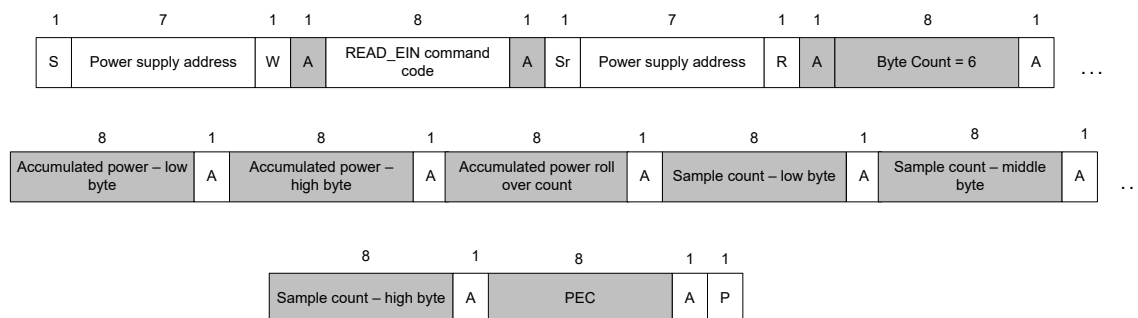 1 7 1 1 8 1 1 7 1 1 8 1
S Power supply address W A READ_EIN command code A Sr Power supply address R A Byte Count = 6 A ...
8 1 8 1 8 1 8 1 8 1
Accumulated power – low byte A Accumulated power – high byte A Accumulated power roll over count A Sample count – low byte A Sample count – middle byte A ..
8 1 8 1 1
Sample count – high byte A PEC A P